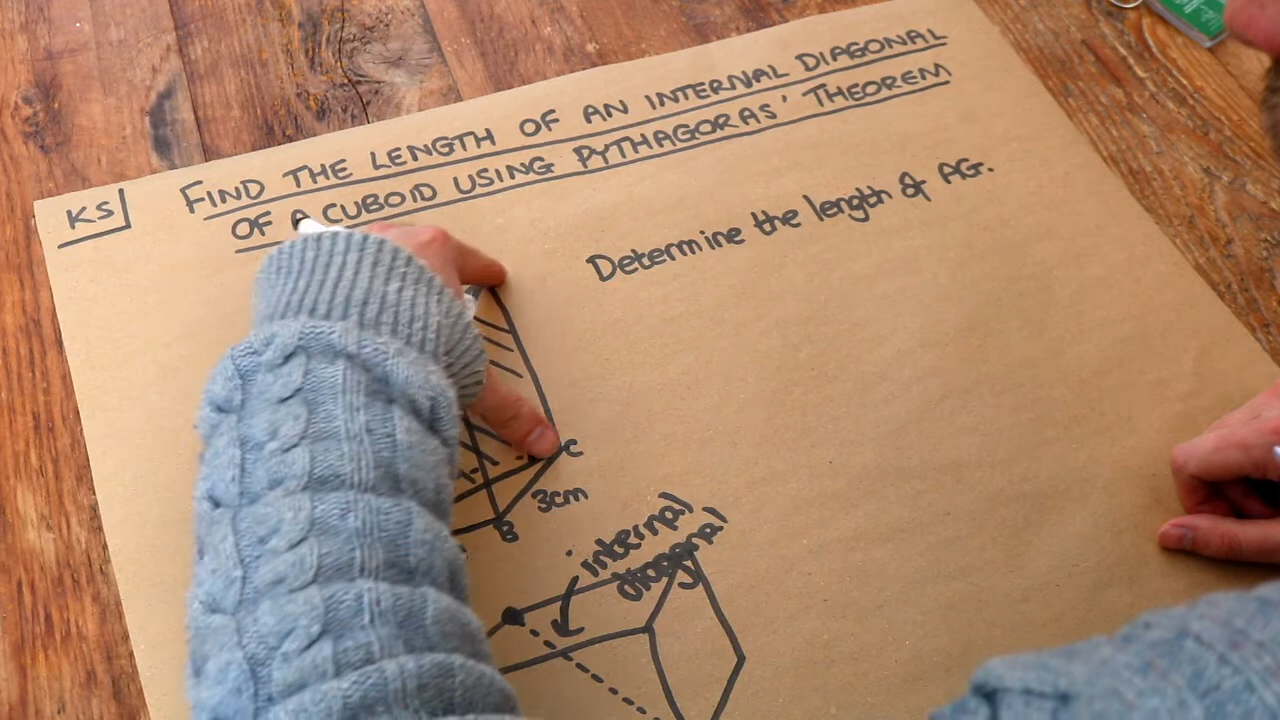 KS
FIND THE LENGTH OF AN INTERNAL DIAGONAL
OF A CUBOID USING PYTHAGORAS' THEOREM
Determine the length of AG.
C
3cm
B
internal
diagonal